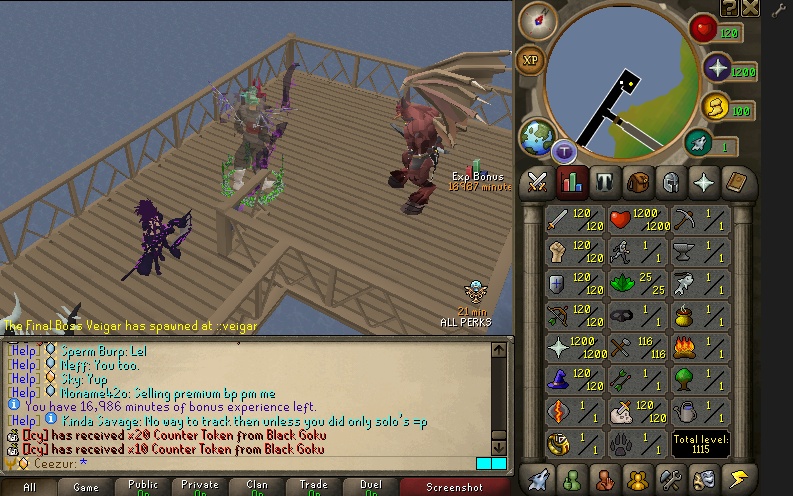 XP
120
1200
100
1
T
Exp Bonus
16987 minute
21 min
ALL PERKS
The Final Boss Veigar has spawned at ::veigar
[Help] Sperm Burp: Lel
[Help] Neff: You too.
[Help] Sky: Yup
[Help] Noname420: Selling premium bp pm me
You have 16,986 minutes of bonus experience left.
[Help] Kinda Savage: No way to track then unless you did only solo's =p
[Icy] has received x20 Counter Token from Black Goku
[Icy] has received x10 Counter Token from Black Goku
Ceezur: *
All Game Public On Private On Clan On Trade On Duel On Screenshot
120/120 1200/1200 1/1
120/120 1/1 1/1
120/120 25/25 1/1
120/120 1/1 1/1
1200/1200 116/116 1/1
120/120 1/1 1/1
1/1 120/120 1/1
1/1 1/1 Total level: 1115